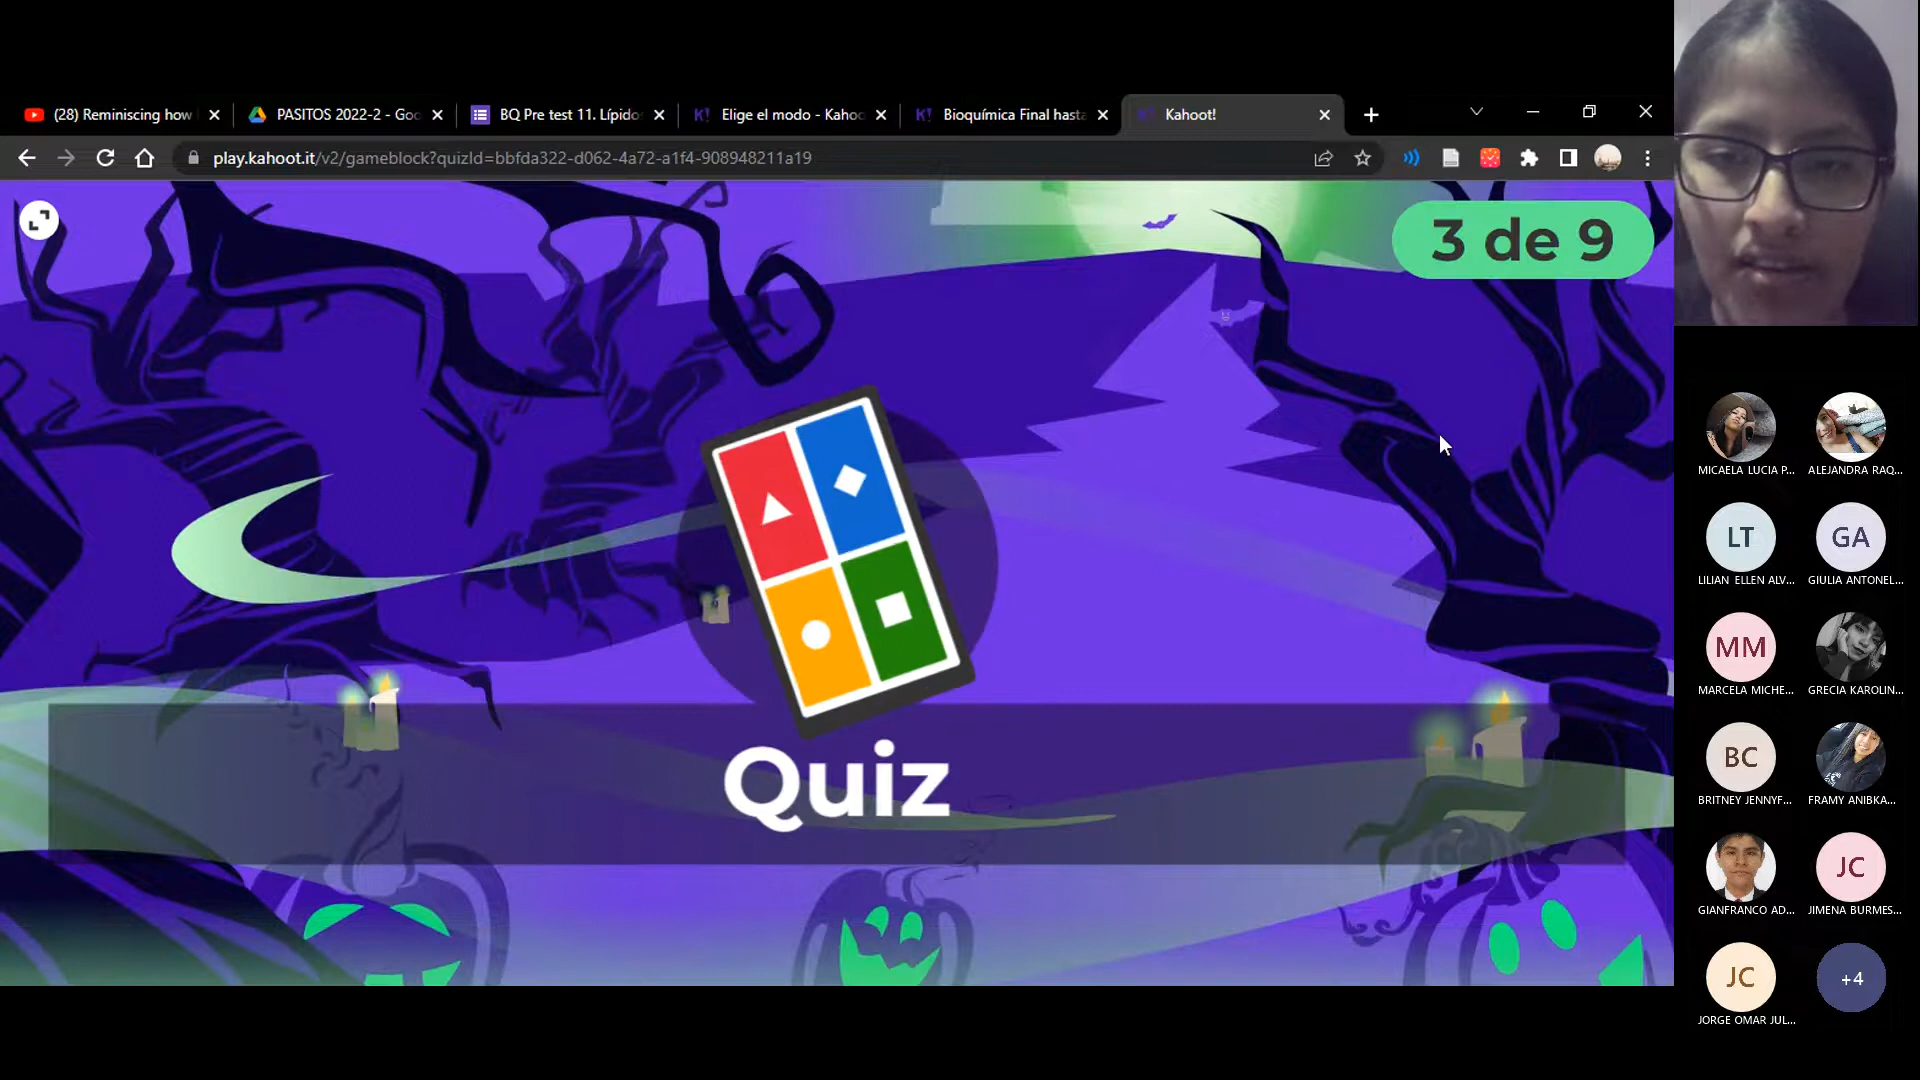 (28) Reminiscing how
PASITOS 2022-2 - Goo
BQ Pre test 11. Lípido
K! Elige el modo - Kahoo
K! Bioquímica Final hasta
Kahoot!
play.kahoot.it/v2/gameblock?quizId=bbfda322-d062-4a72-a1f4-908948211a19
3 de 9
Quiz
MICAELA LUCIA P...
ALEJANDRA RAQ...
LT
GA
LILIAN ELLEN ALV...
GIULIA ANTONEL...
MM
MARCELA MICHE...
GRECIA KAROLIN...
BC
BRITNEY JENNYF...
FRAMY ANIBKA...
JC
GIANFRANCO AD...
JIMENA BURMES...
JC
+4
JORGE OMAR JUL...